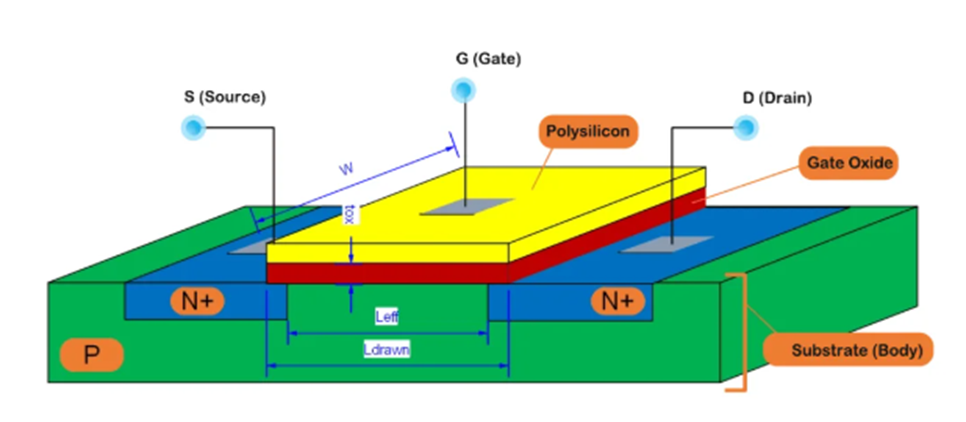 G (Gate)
S (Source)
D (Drain)
Polysilicon
Gate Oxide
W
tox
N+
N+
Leff
Ldrawn
P
Substrate (Body)